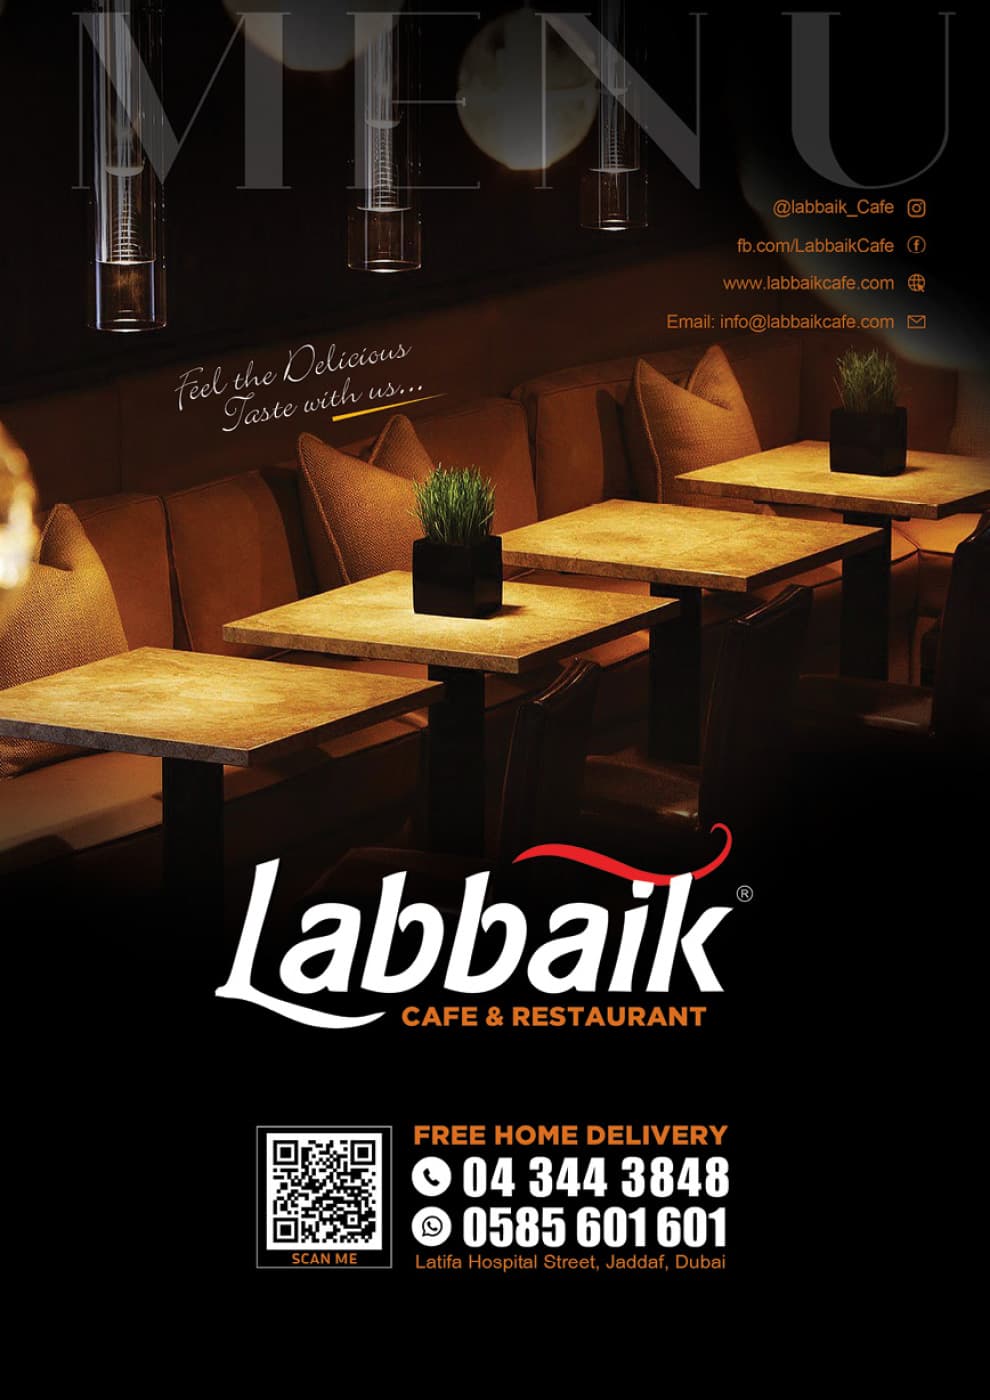 MENU
@labbaik_Cafe
fb.com/LabbaikCafe
www.labbaikcafe.com
Email: info@labbaikcafe.com
Feel the Delicious
Taste with us...
Labbaik®
CAFE & RESTAURANT
FREE HOME DELIVERY
04 344 3848
0585 601 601
SCAN ME
Latifa Hospital Street, Jaddaf, Dubai